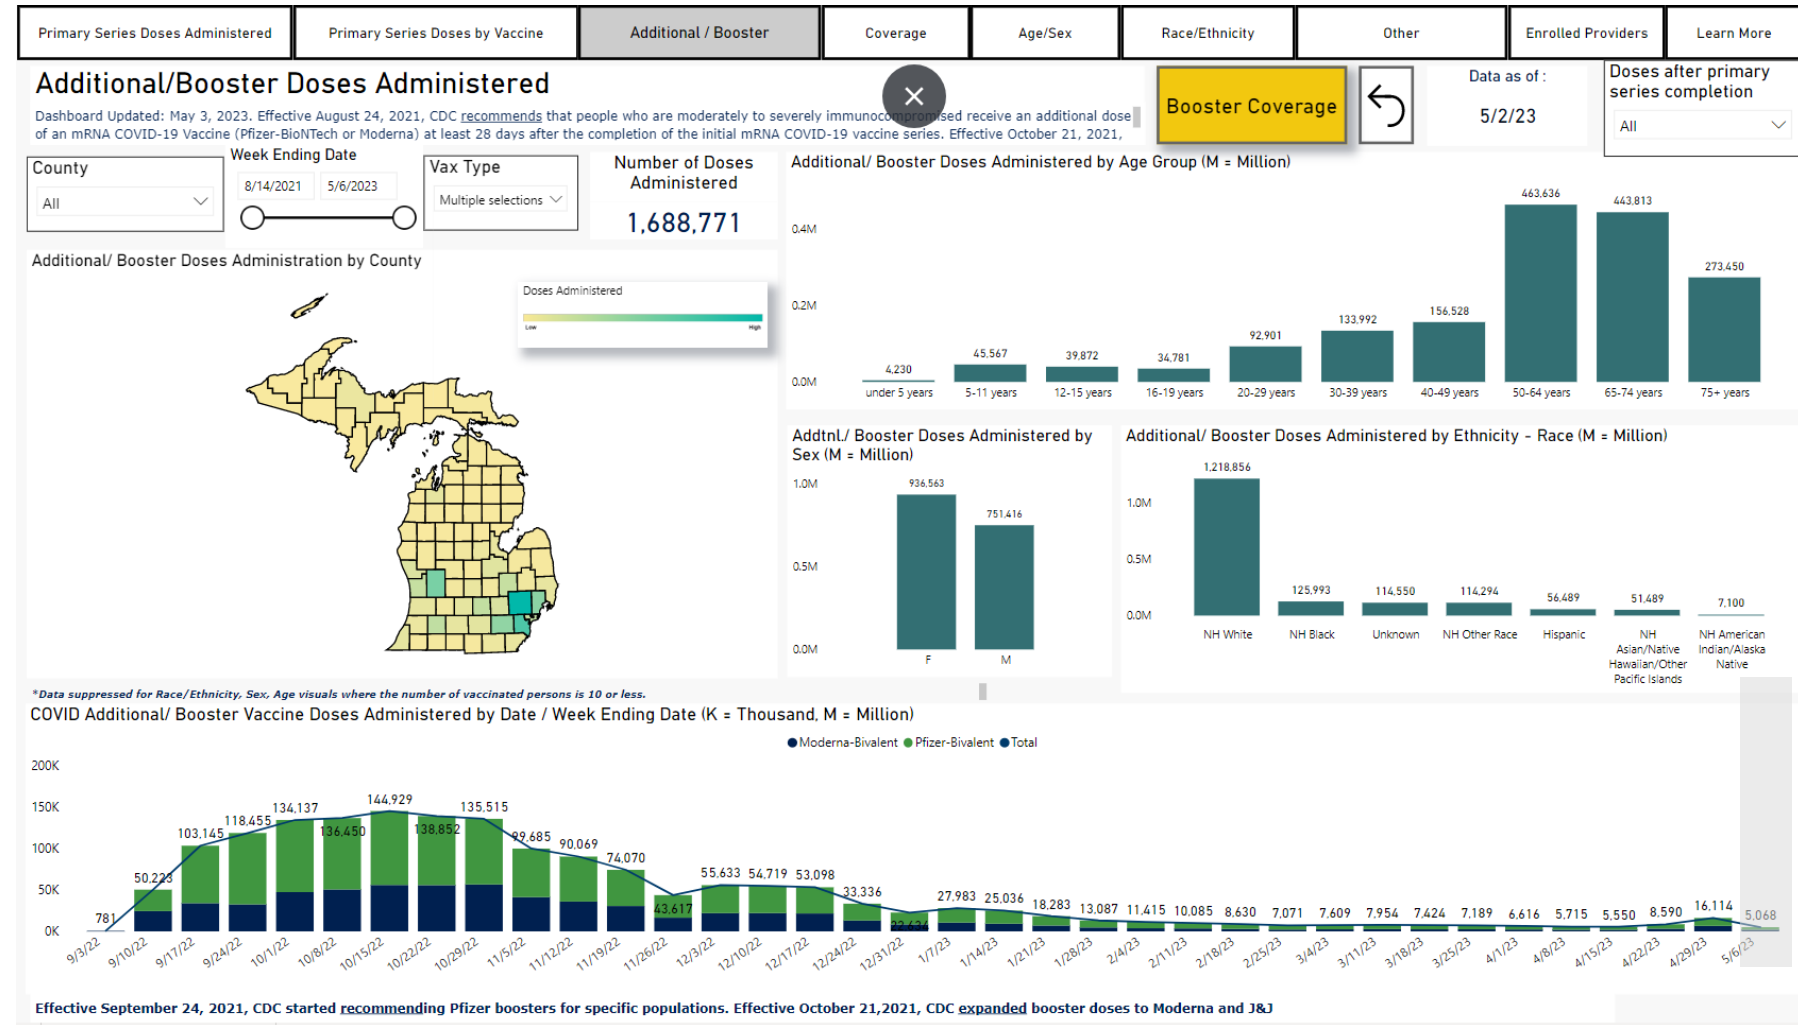 Primary Series Doses Administered
Primary Series Doses by Vaccine
Additional / Booster
Coverage
Age/Sex
Race/Ethnicity
Other
Enrolled Providers
Learn More
Additional/Booster Doses Administered
Dashboard Updated: May 3, 2023. Effective August 24, 2021, CDC recommends that people who are moderately to severely immunocompromised receive an additional dose
of an mRNA COVID-19 Vaccine (Pfizer-BioNTech or Moderna) at least 28 days after the completion of the initial mRNA COVID-19 vaccine series. Effective October 21, 2021,
Booster Coverage
Data as of :
5/2/23
Doses after primary
series completion
All
County
All
Week Ending Date
8/14/2021 5/6/2023
Vax Type
Multiple selections
Number of Doses
Administered
1,688,771
Additional/ Booster Doses Administered by Age Group (M = Million)
0.4M
0.2M
0.0M
4,230
45,567
39,872
34,781
92,901
133,992
156,528
463,636
443,813
273,450
under 5 years
5-11 years
12-15 years
16-19 years
20-29 years
30-39 years
40-49 years
50-64 years
65-74 years
75+ years
Additional/ Booster Doses Administration by County
Doses Administered
Low
High
Addtnl./ Booster Doses Administered by
Sex (M = Million)
1.0M
0.5M
0.0M
936,563
751,416
F
M
Additional/ Booster Doses Administered by Ethnicity - Race (M = Million)
1.0M
0.5M
0.0M
1,218,856
125,993
114,550
114,294
56,489
51,489
7,100
NH White
NH Black
Unknown
NH Other Race
Hispanic
NH
Asian/Native
Hawaiian/Other
Pacific Islands
NH American
Indian/Alaska
Native
*Data suppressed for Race/Ethnicity, Sex, Age visuals where the number of vaccinated persons is 10 or less.
COVID Additional/ Booster Vaccine Doses Administered by Date / Week Ending Date (K = Thousand, M = Million)
Moderna-Bivalent Pfizer-Bivalent Total
200K
150K
100K
50K
0K
781
50,223
103,145
118,455
134,137
136,450
144,929
138,852
135,515
99,685
90,069
74,070
43,617
55,633
54,719
53,098
33,336
27,983
25,036
18,283
13,087
11,415
10,085
8,630
7,071
7,609
7,954
7,424
7,189
6,616
5,715
5,550
8,590
16,114
5,068
9/3/22
9/10/22
9/17/22
9/24/22
10/1/22
10/8/22
10/15/22
10/22/22
10/29/22
11/5/22
11/12/22
11/19/22
11/26/22
12/3/22
12/10/22
12/17/22
12/24/22
12/31/22
1/7/23
1/14/23
1/21/23
1/28/23
2/4/23
2/11/23
2/18/23
2/25/23
3/4/23
3/11/23
3/18/23
3/25/23
4/1/23
4/8/23
4/15/23
4/22/23
4/29/23
5/6/23
Effective September 24, 2021, CDC started recommending Pfizer boosters for specific populations. Effective October 21,2021, CDC expanded booster doses to Moderna and J&J